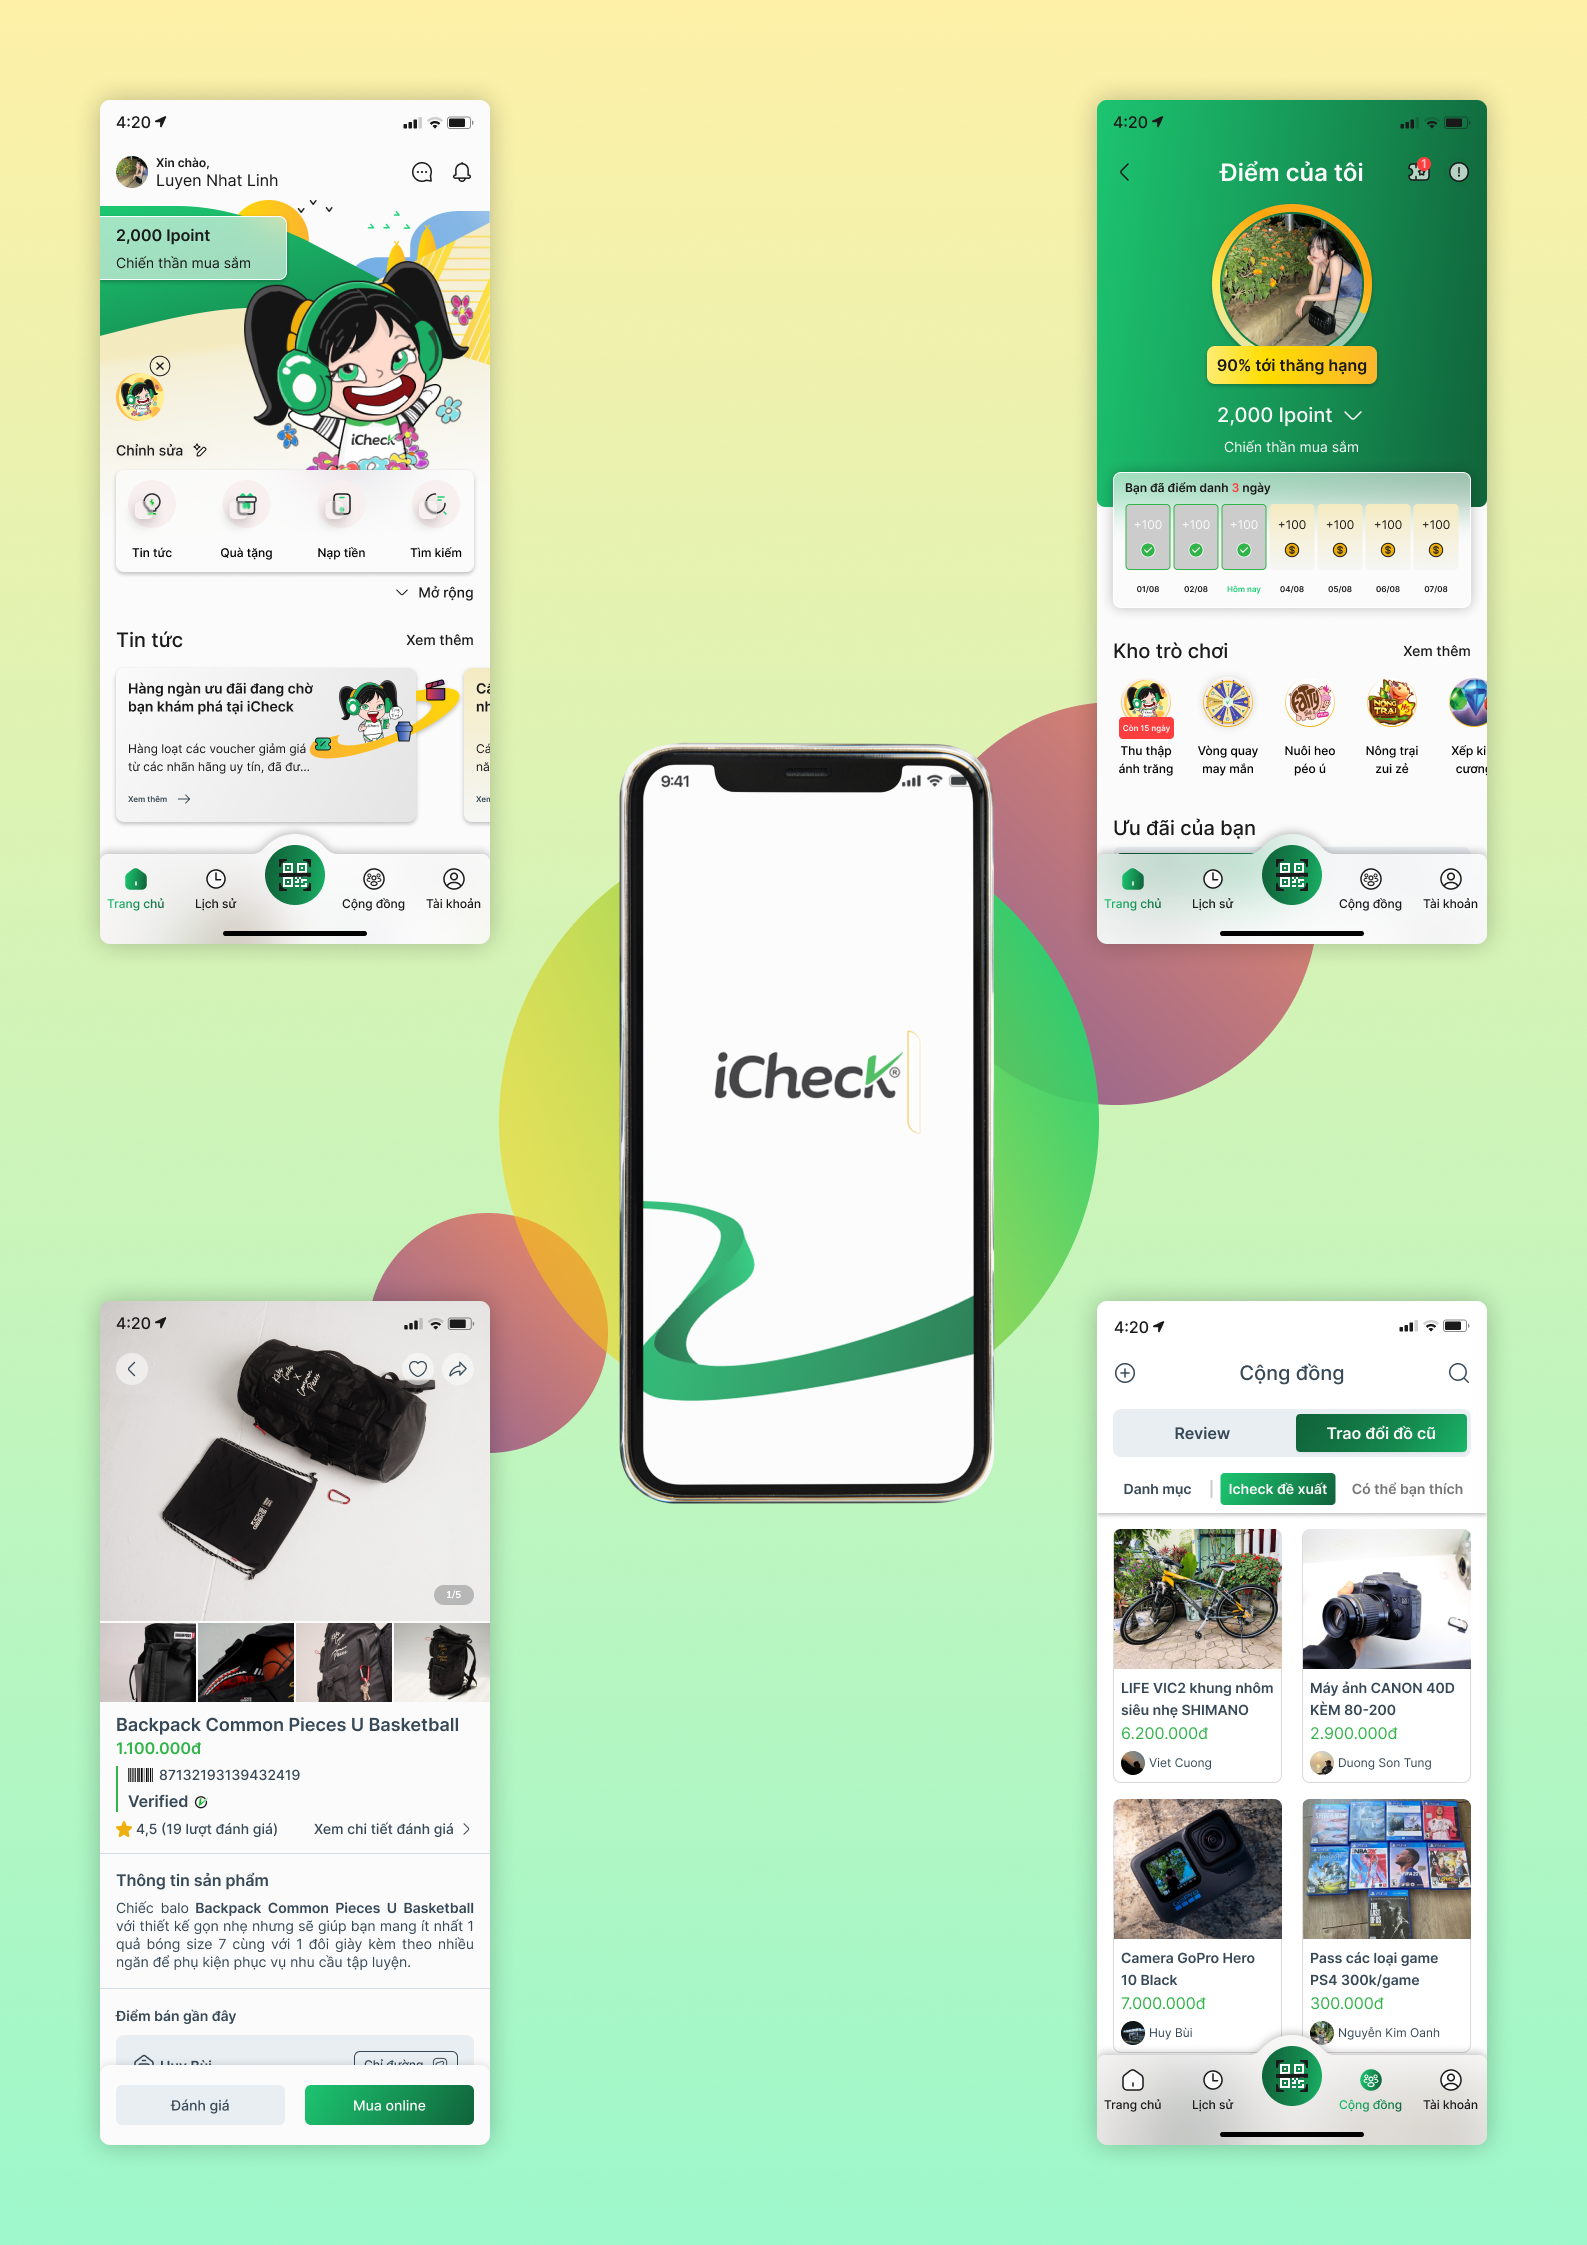 4:20
Xin chào,
Luyen Nhat Linh
2,000 Ipoint
Chiến thần mua sắm
iCheck
Chỉnh sửa
Tin tức
Quà tặng
Nạp tiền
Tìm kiếm
Mở rộng
Tin tức
Xem thêm
Hàng ngàn ưu đãi đang chờ
bạn khám phá tại iCheck
Hàng loạt các voucher giảm giá
từ các nhãn hãng uy tín, đã đư...
Xem thêm
Trang chủ
Lịch sử
Cộng đồng
Tài khoản
4:20
Điểm của tôi
1
90% tới thăng hạng
2,000 Ipoint
Chiến thần mua sắm
Bạn đã điểm danh 3 ngày
+100 +100 +100 +100 +100 +100 +100
01/08 02/08 Hôm nay 04/08 05/08 06/08 07/08
Kho trò chơi
Xem thêm
Còn 15 ngày
NÔNG TRẠI
Thu thập
ánh trăng
Vòng quay
may mắn
Nuôi heo
péo ú
Nông trại
zui zẻ
Xếp ki
cương
Ưu đãi của bạn
Trang chủ
Lịch sử
Cộng đồng
Tài khoản
9:41
iCheck®
4:20
1/5
Backpack Common Pieces U Basketball
1.100.000đ
87132193139432419
Verified
4,5 (19 lượt đánh giá)
Xem chi tiết đánh giá
Thông tin sản phẩm
Chiếc balo Backpack Common Pieces U Basketball
với thiết kế gọn nhẹ nhưng sẽ giúp bạn mang ít nhất 1
quả bóng size 7 cùng với 1 đôi giày kèm theo nhiều
ngăn để phụ kiện phục vụ nhu cầu tập luyện.
Điểm bán gần đây
Huy Bùi
Chỉ đường
Đánh giá
Mua online
4:20
Cộng đồng
Review
Trao đổi đồ cũ
Danh mục
Icheck đề xuất
Có thể bạn thích
LIFE VIC2 khung nhôm
siêu nhẹ SHIMANO
6.200.000đ
Viet Cuong
Máy ảnh CANON 40D
KÈM 80-200
2.900.000đ
Duong Son Tung
Camera GoPro Hero
10 Black
7.000.000đ
Huy Bùi
Pass các loại game
PS4 300k/game
300.000đ
Nguyễn Kim Oanh
Trang chủ
Lịch sử
Cộng đồng
Tài khoản